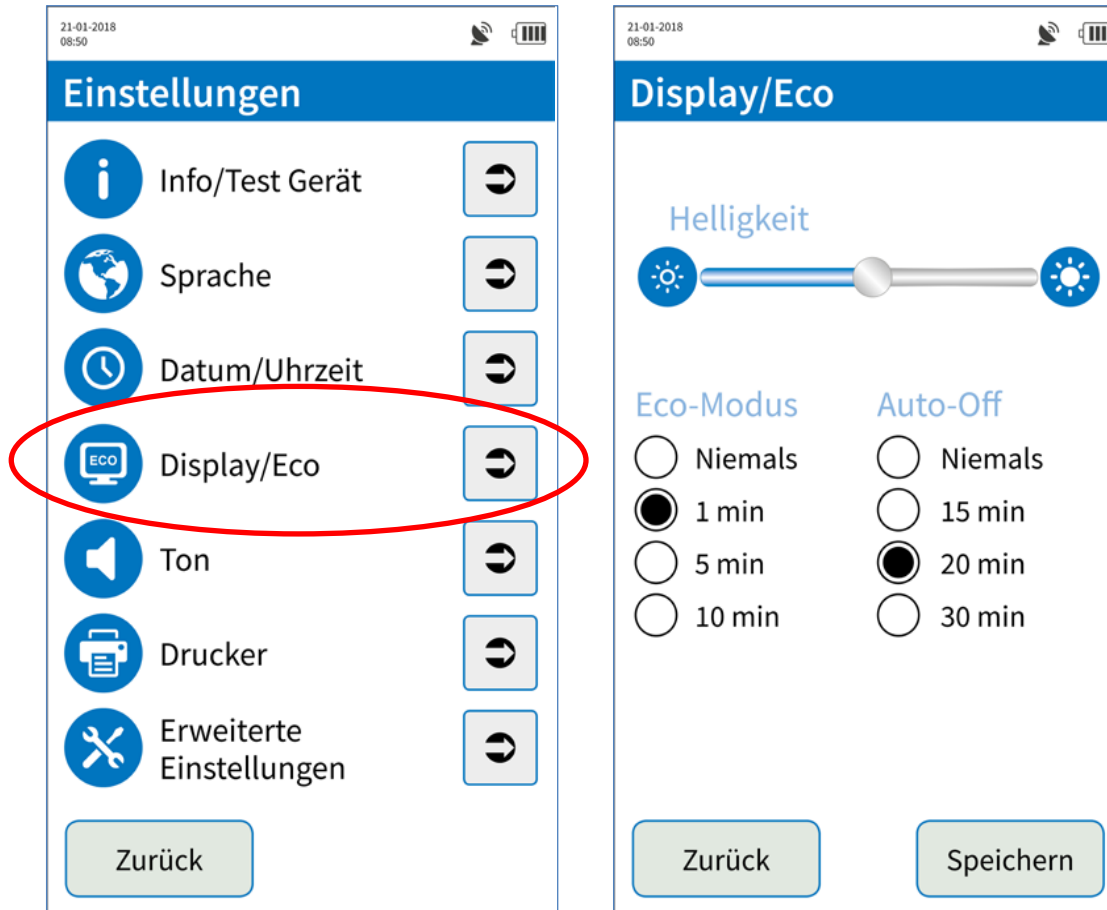 21-01-2018
08:50
Einstellungen
Info/Test Gerät
Sprache
Datum/Uhrzeit
ECO
Display/Eco
Ton
Drucker
Erweiterte
Einstellungen
Zurück
21-01-2018
08:50
Display/Eco
Helligkeit
Eco-Modus
Niemals
1 min
5 min
10 min
Auto-Off
Niemals
15 min
20 min
30 min
Zurück
Speichern